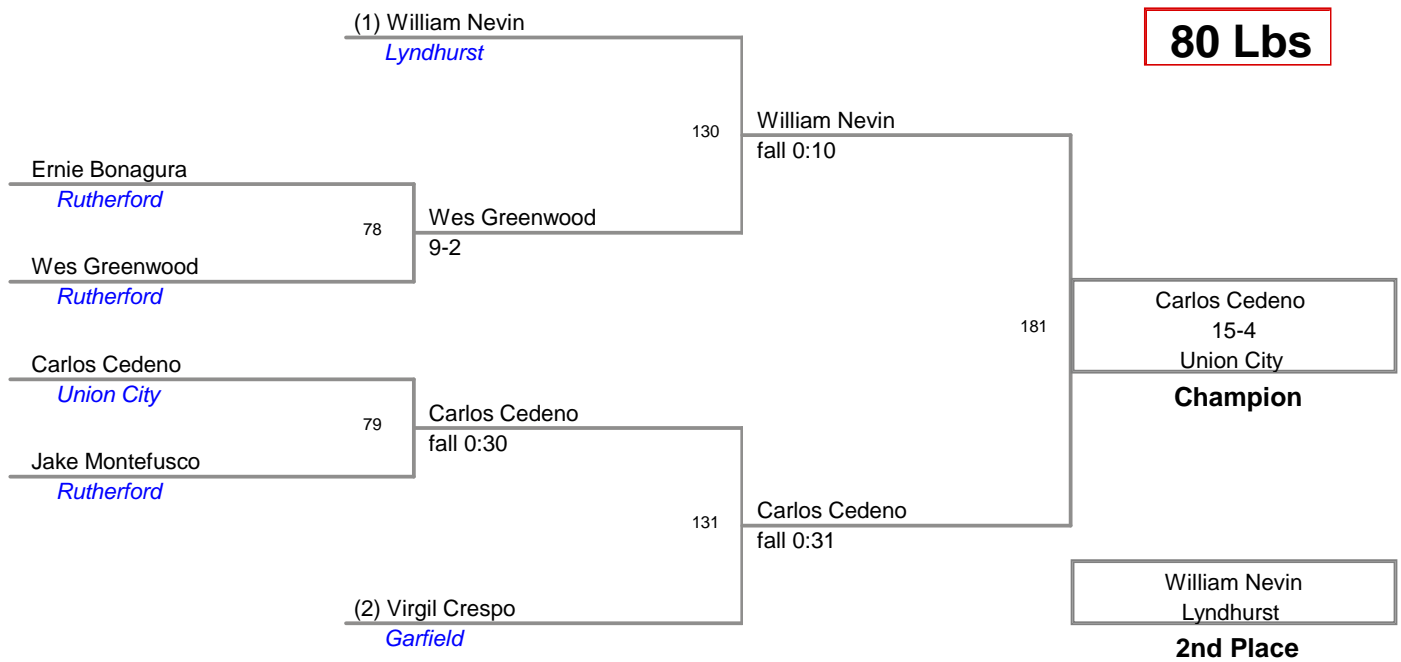 (1) William Nevin
Lyndhurst
80 Lbs
130
William Nevin
fall 0:10
Ernie Bonagura
Rutherford
78
Wes Greenwood
9-2
Wes Greenwood
Rutherford
181
Carlos Cedeno
15-4
Union City
Champion
Carlos Cedeno
Union City
79
Carlos Cedeno
fall 0:30
Jake Montefusco
Rutherford
131
Carlos Cedeno
fall 0:31
(2) Virgil Crespo
Garfield
William Nevin
Lyndhurst
2nd Place